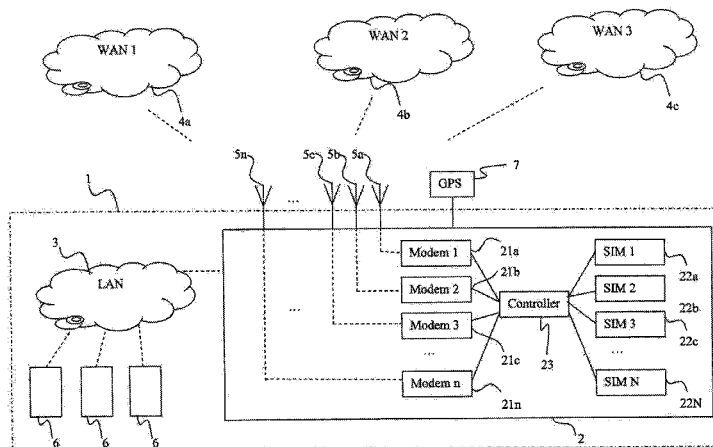 WAN 1
WAN 2
WAN 3
4a
4b
4c
5n
...
5c
5b
5a
7
GPS
1
3
LAN
Modem 1
21a
SIM 1
22a
Modem 2
21b
SIM 2
22b
...
Controller
Modem 3
21c
23
SIM 3
22c
...
...
Modem n
21n
SIM N
22N
6
6
6
2